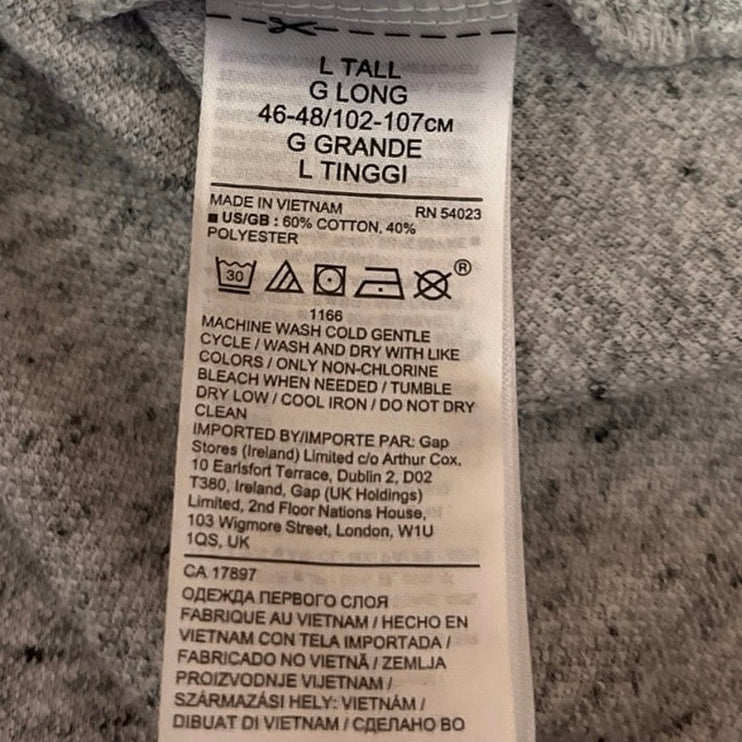 L TALL
G LONG
46-48/102-107CM
G GRANDE
L TINGGI
MADE IN VIETNAM RN 54023
■ US/GB : 60% COTTON, 40%
POLYESTER
30 ®
1166
MACHINE WASH COLD GENTLE
CYCLE / WASH AND DRY WITH LIKE
COLORS / ONLY NON-CHLORINE
BLEACH WHEN NEEDED / TUMBLE
DRY LOW / COOL IRON / DO NOT DRY
CLEAN
IMPORTED BY/IMPORTE PAR: Gap
Stores (Ireland) Limited c/o Arthur Cox,
10 Earlsfort Terrace, Dublin 2, D02
T380, Ireland, Gap (UK Holdings)
Limited, 2nd Floor Nations House,
103 Wigmore Street, London, W1U
1QS, UK
CA 17897
ОДЕЖДА ПЕРВОГО СЛОЯ
FABRIQUE AU VIETNAM / HECHO EN
VIETNAM CON TELA IMPORTADA /
FABRICADO NO VIETNÃ / ZEMLJA
PROIZVODNJE VIJETNAM /
SZÁRMAZÁSI HELY: VIETNÁM /
DIBUAT DI VIETNAM / СДЕЛАНО ВО